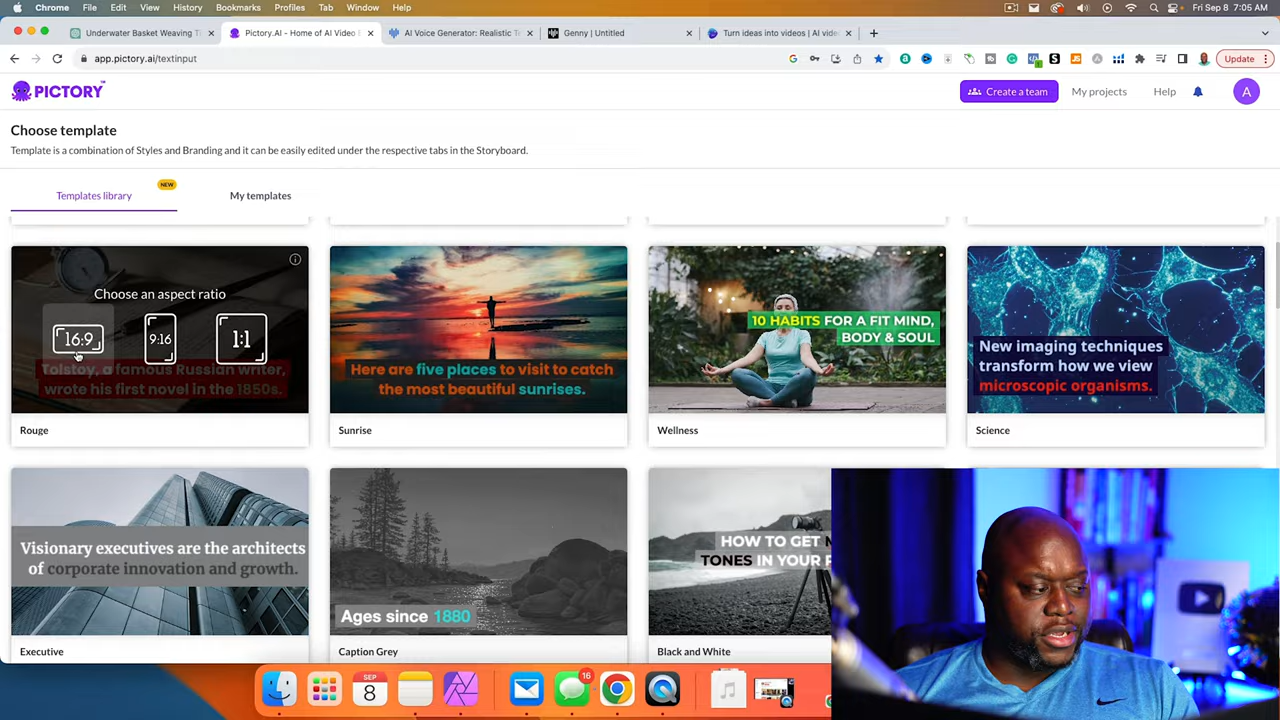 Chrome File Edit View History Bookmarks Profiles Tab Window Help
Fri Sep 8 7:05 AM
Underwater Basket Weaving
Pictory.AI - Home of AI Video
AI Voice Generator: Realistic
Genny | Untitled
Turn ideas into videos | AI vide
app.pictory.ai/textinput
Update
PICTORY
Create a team
My projects
Help
A
Choose template
Template is a combination of Styles and Branding and it can be easily edited under the respective tabs in the Storyboard.
NEW
Templates library
My templates
Choose an aspect ratio
16:9
9:16
1:1
Tolstoy, a famous Russian writer,
wrote his first novel in the 1850s.
Rouge
Here are five places to visit to catch
the most beautiful sunrises.
Sunrise
10 HABITS FOR A FIT MIND,
BODY & SOUL
Wellness
New imaging techniques
transform how we view
microscopic organisms.
Science
Visionary executives are the architects
of corporate innovation and growth.
Executive
Ages since 1880
Caption Grey
HOW TO GET
TONES IN YOUR
Black and White
SEP
8
16